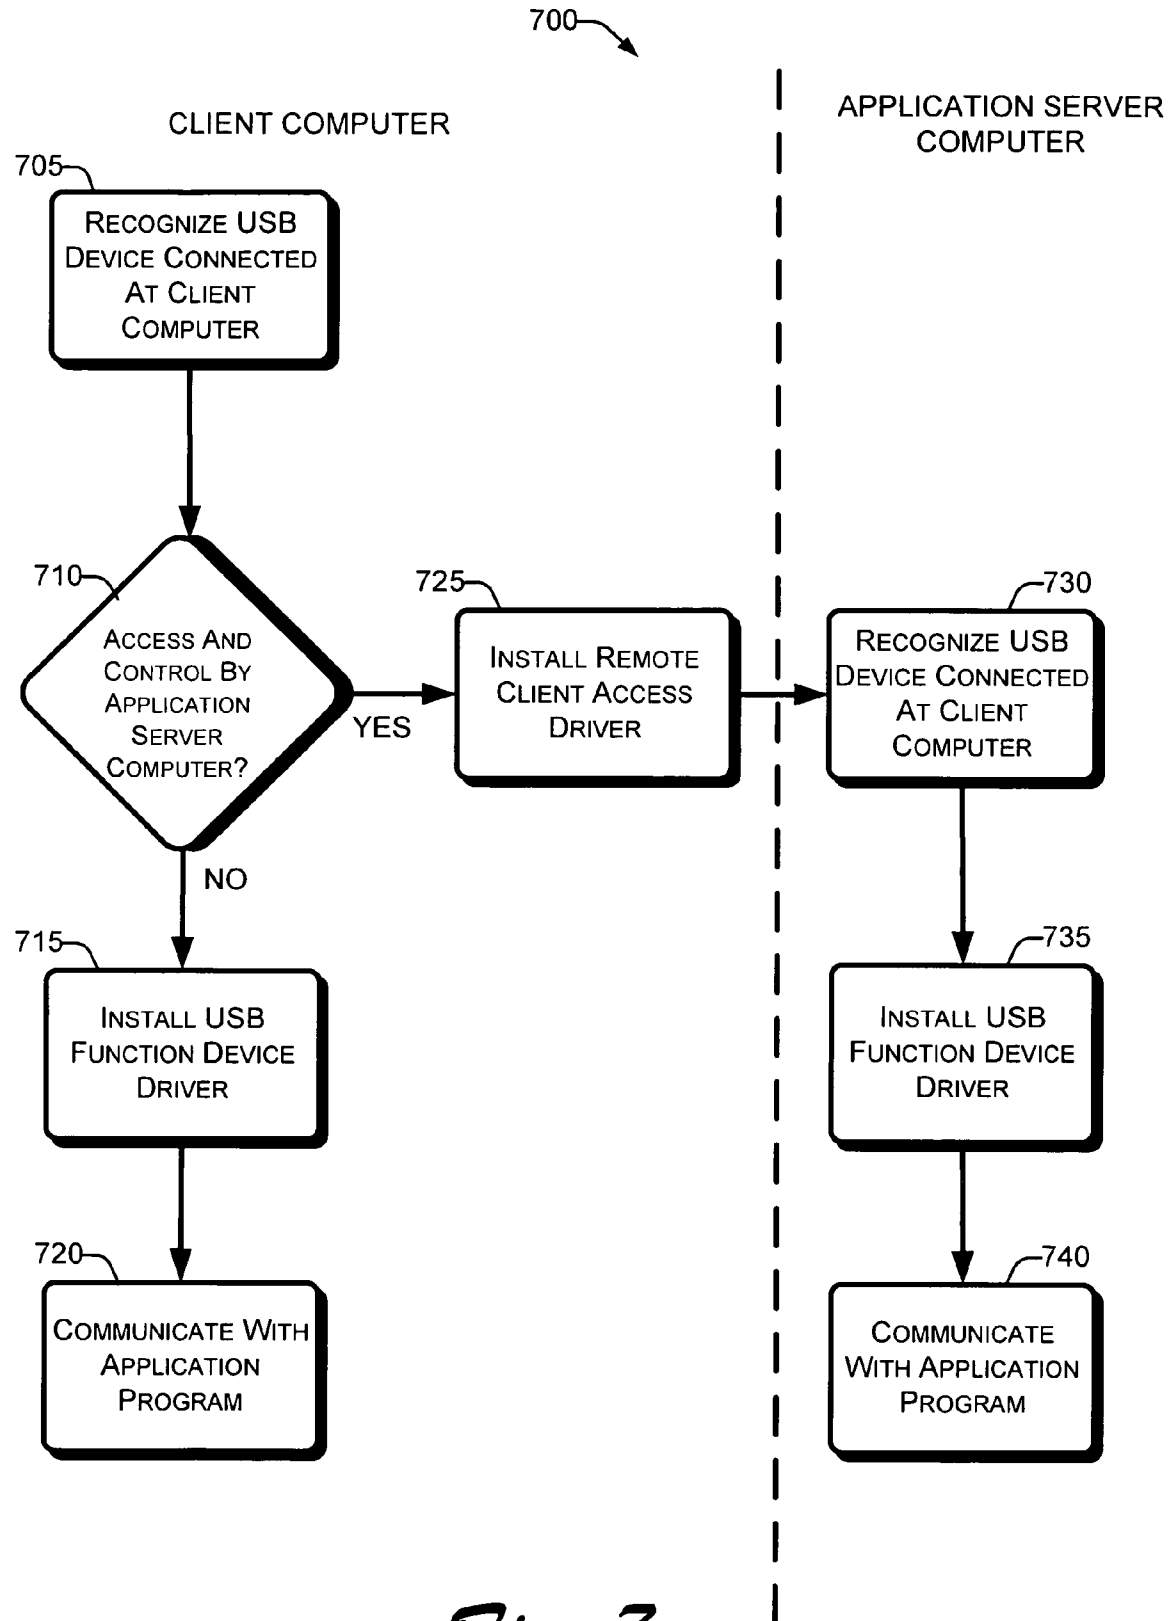 700
CLIENT COMPUTER
APPLICATION SERVER
COMPUTER
705
RECOGNIZE USB
DEVICE CONNECTED
AT CLIENT
COMPUTER
710
ACCESS AND
CONTROL BY
APPLICATION
SERVER
COMPUTER?
YES
NO
725
INSTALL REMOTE
CLIENT ACCESS
DRIVER
730
RECOGNIZE USB
DEVICE CONNECTED
AT CLIENT
COMPUTER
715
INSTALL USB
FUNCTION DEVICE
DRIVER
735
INSTALL USB
FUNCTION DEVICE
DRIVER
720
COMMUNICATE WITH
APPLICATION
PROGRAM
740
COMMUNICATE
WITH APPLICATION
PROGRAM